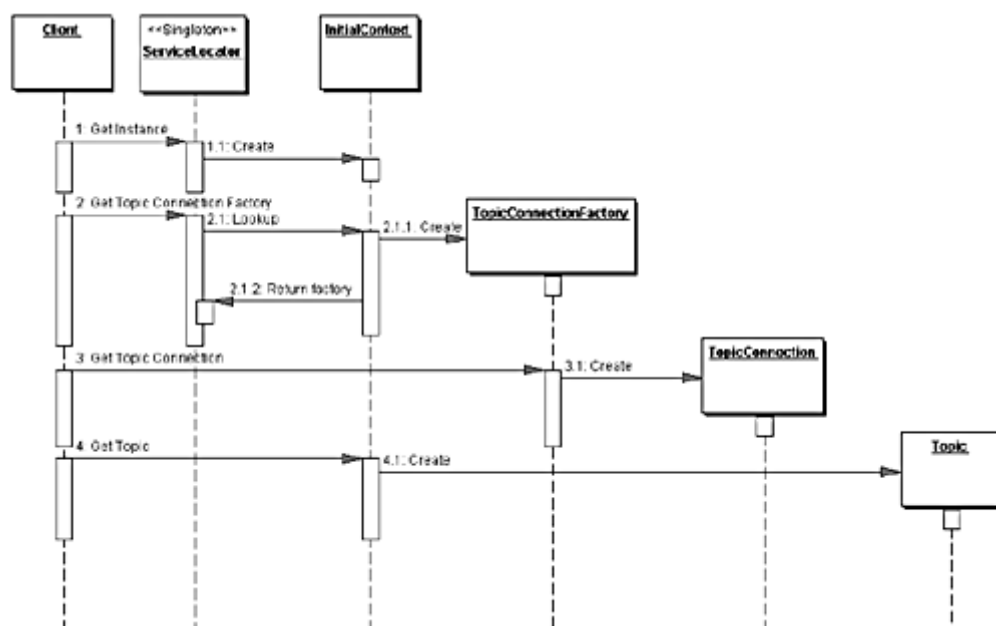 Client
<<Singleton>>
ServiceLocator
InitialContext
1: Get Instance
1.1: Create
2: Get Topic Connection Factory
2.1: Lookup
TopicConnectionFactory
2.1.1: Create
2.1.2: Return factory
TopicConnection
3: Get Topic Connection
3.1: Create
4: Get Topic
4.1: Create
Topic